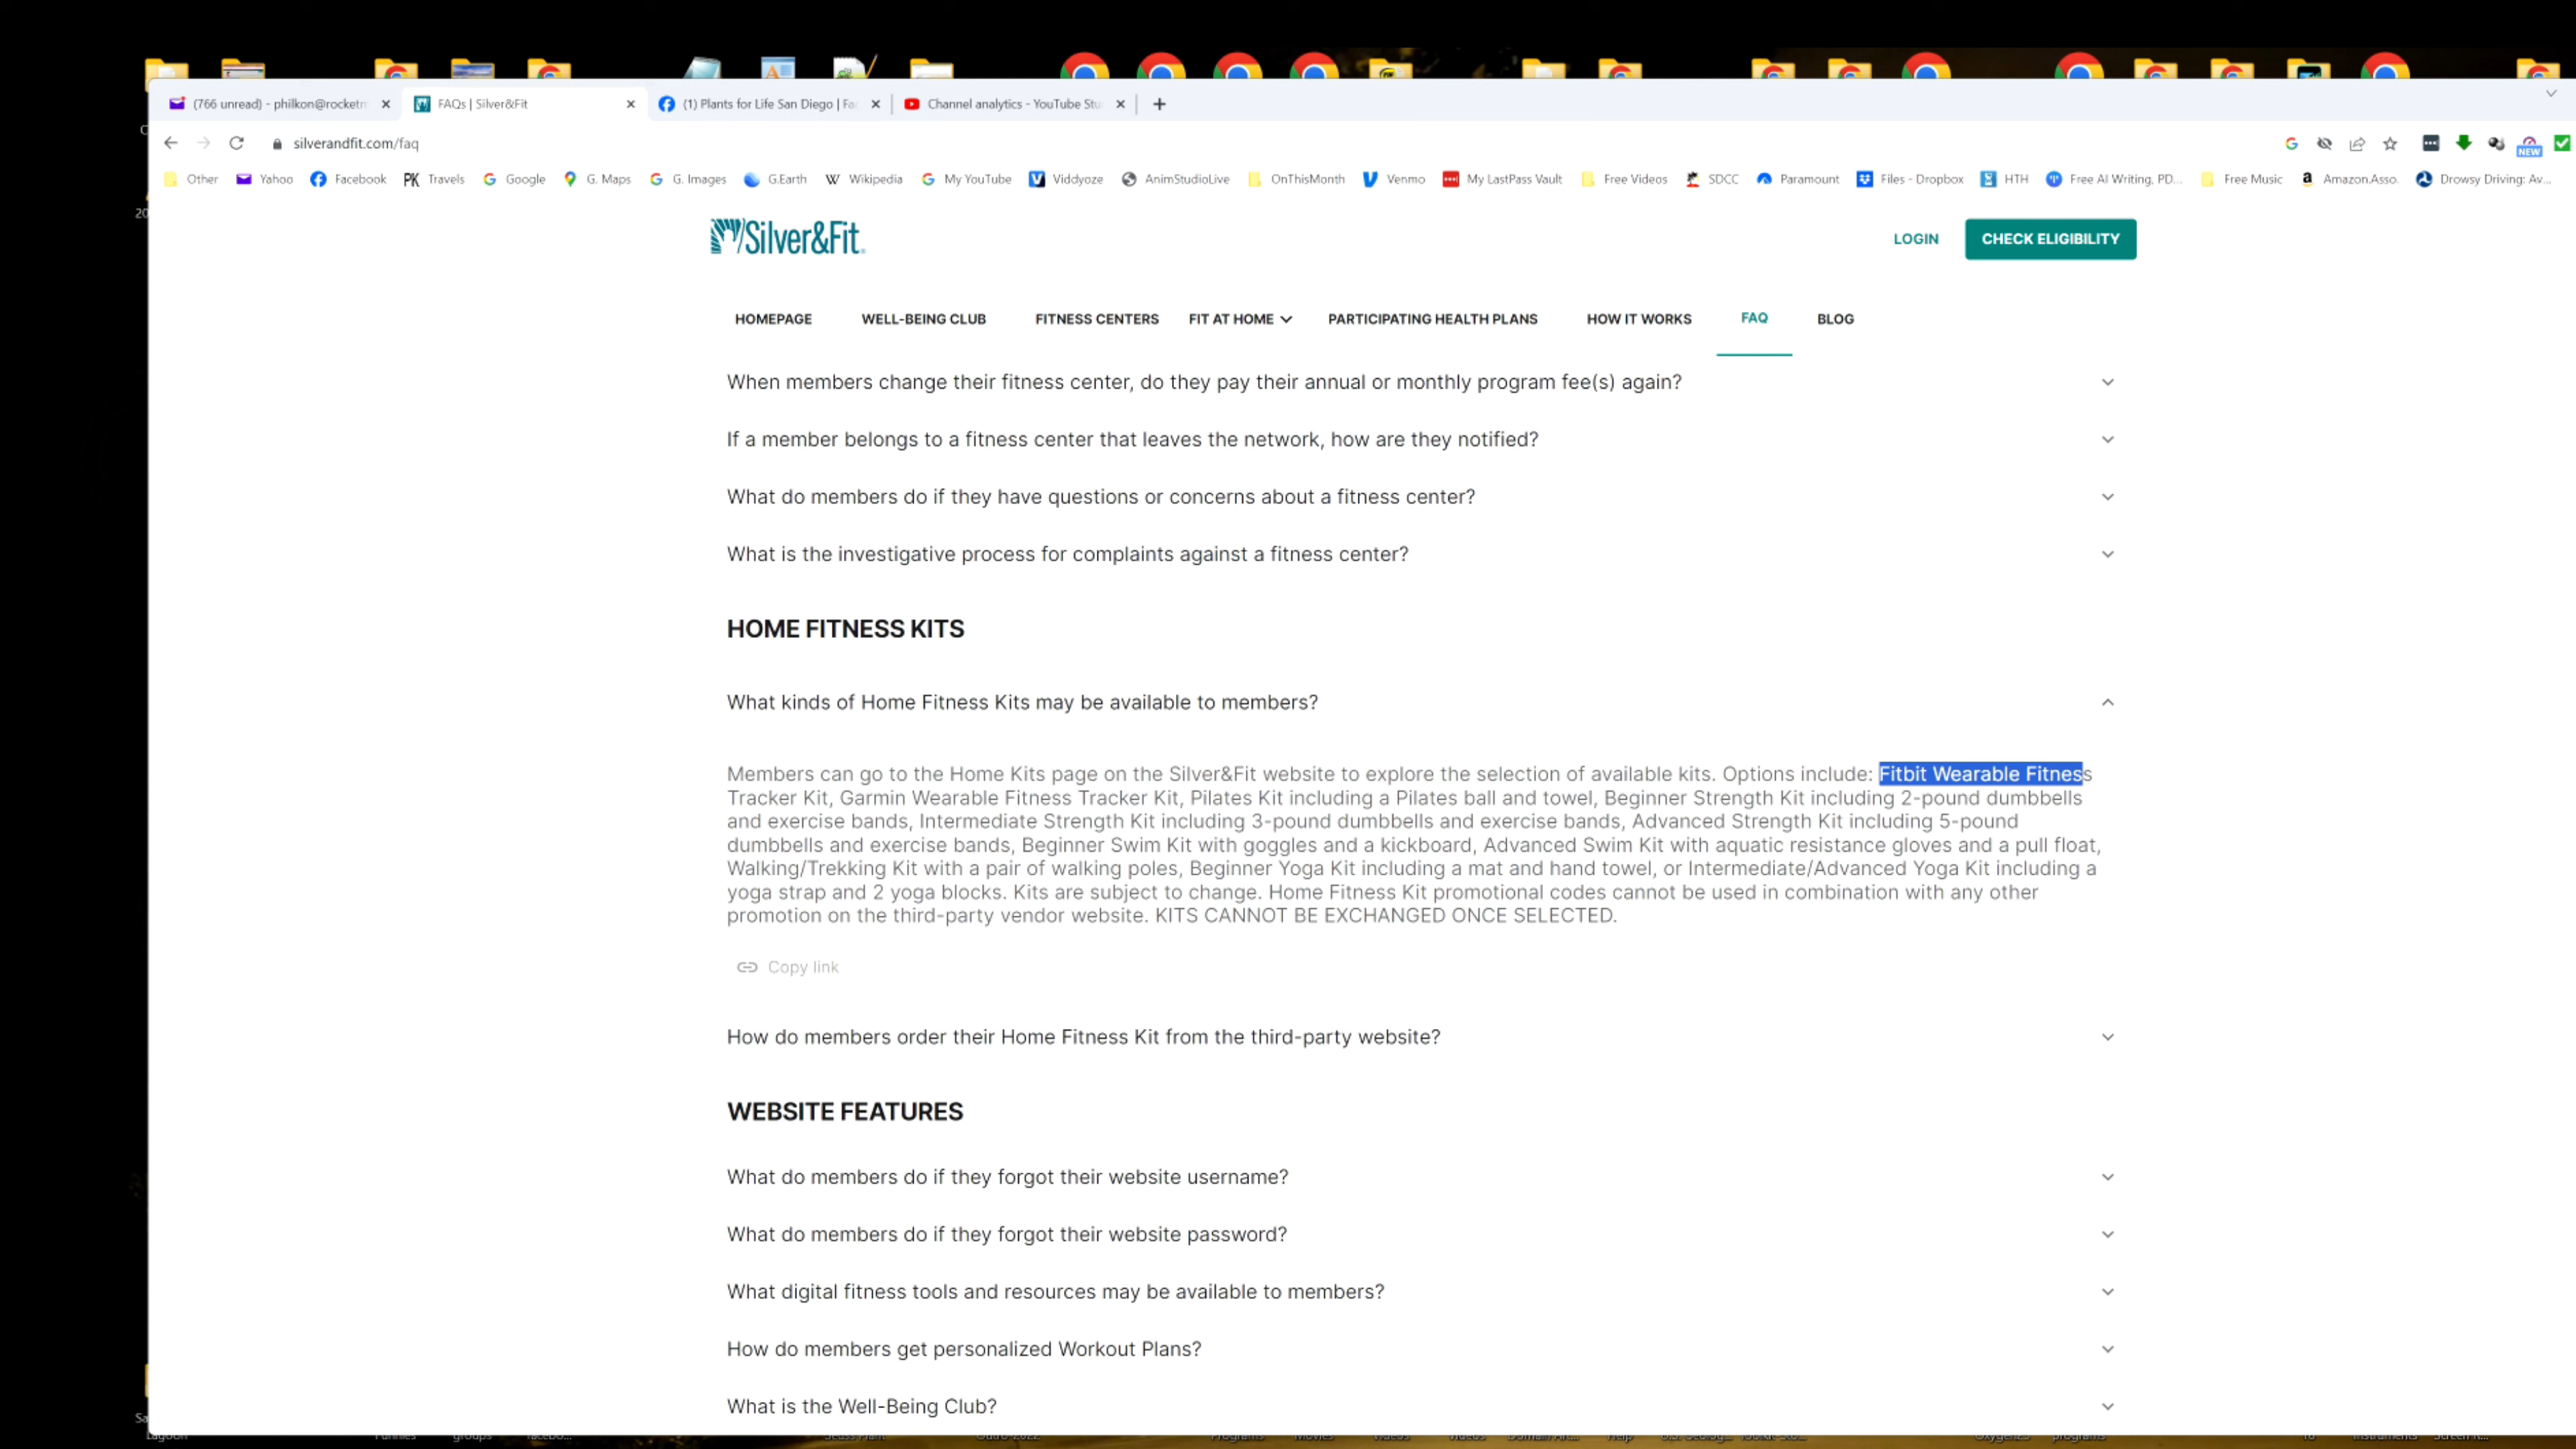 (766 unread) - philkon@rocketm
FAQs | Silver&Fit
(1) Plants for Life San Diego | Fa
Channel analytics - YouTube Stu
silverandfit.com/faq
NEW
Other
Yahoo
Facebook
PK Travels
Google
G. Maps
G. Images
G.Earth
Wikipedia
My YouTube
Viddyoze
AnimStudioLive
OnThisMonth
Venmo
My LastPass Vault
Free Videos
SDCC
Paramount
Files - Dropbox
HTH
Free AI Writing, PD...
Free Music
Amazon.Asso.
Drowsy Driving: Av...
Silver&Fit
LOGIN
CHECK ELIGIBILITY
HOMEPAGE
WELL-BEING CLUB
FITNESS CENTERS
FIT AT HOME
PARTICIPATING HEALTH PLANS
HOW IT WORKS
FAQ
BLOG
When members change their fitness center, do they pay their annual or monthly program fee(s) again?
If a member belongs to a fitness center that leaves the network, how are they notified?
What do members do if they have questions or concerns about a fitness center?
What is the investigative process for complaints against a fitness center?
HOME FITNESS KITS
What kinds of Home Fitness Kits may be available to members?
Members can go to the Home Kits page on the Silver&Fit website to explore the selection of available kits. Options include: Fitbit Wearable Fitness
Tracker Kit, Garmin Wearable Fitness Tracker Kit, Pilates Kit including a Pilates ball and towel, Beginner Strength Kit including 2-pound dumbbells
and exercise bands, Intermediate Strength Kit including 3-pound dumbbells and exercise bands, Advanced Strength Kit including 5-pound
dumbbells and exercise bands, Beginner Swim Kit with goggles and a kickboard, Advanced Swim Kit with aquatic resistance gloves and a pull float,
Walking/Trekking Kit with a pair of walking poles, Beginner Yoga Kit including a mat and hand towel, or Intermediate/Advanced Yoga Kit including a
yoga strap and 2 yoga blocks. Kits are subject to change. Home Fitness Kit promotional codes cannot be used in combination with any other
promotion on the third-party vendor website. KITS CANNOT BE EXCHANGED ONCE SELECTED.
Copy link
How do members order their Home Fitness Kit from the third-party website?
WEBSITE FEATURES
What do members do if they forgot their website username?
What do members do if they forgot their website password?
What digital fitness tools and resources may be available to members?
How do members get personalized Workout Plans?
What is the Well-Being Club?